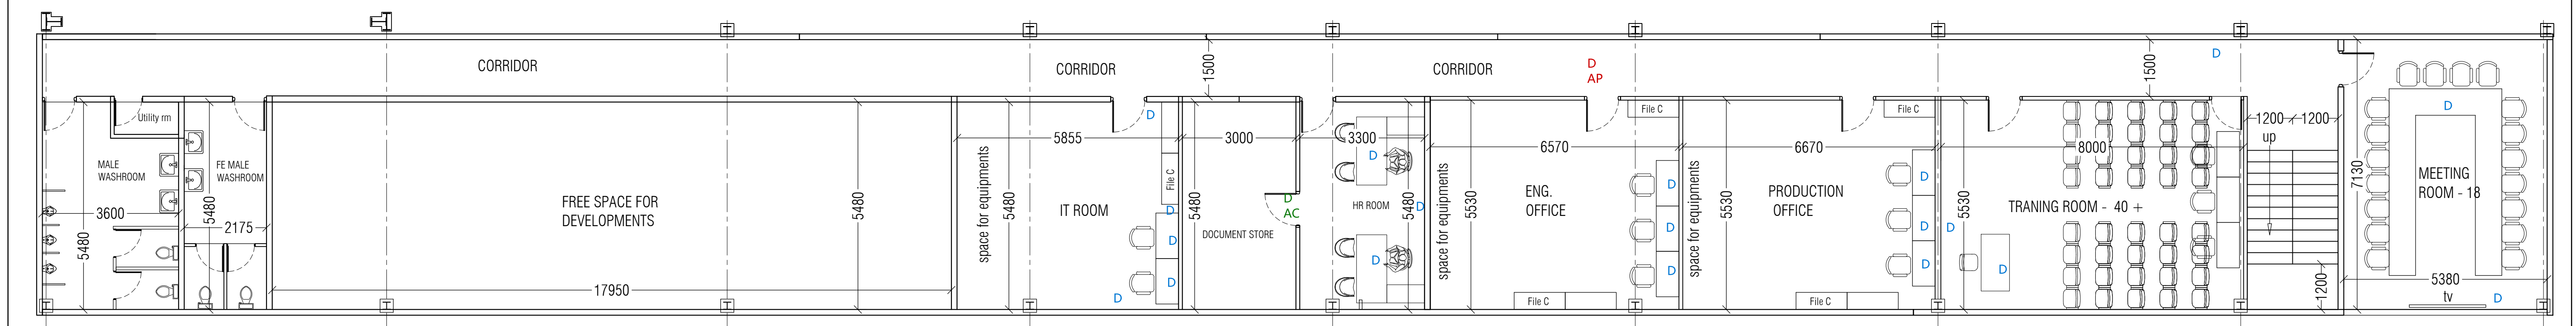 CORRIDOR
CORRIDOR
1500
CORRIDOR
D
AP
1500
D
Utility rm
MALE
WASHROOM
3600
5480
FE MALE
WASHROOM
5480
2175
FREE SPACE FOR
DEVELOPMENTS
17950
5480
space for equipments
5855
5480
D
IT ROOM
File C
D
D
D
D
3000
5480
DOCUMENT STORE
D
AC
3300
D
HR ROOM
5480
D
D
space for equipments
6570
5530
ENG.
OFFICE
File C
File C
D
D
D
space for equipments
6670
5530
PRODUCTION
OFFICE
File C
File C
D
D
D
8000
5530
TRANING ROOM - 40 +
D
D
1200
1200
up
1200
7130
D
MEETING
ROOM - 18
5380
tv
D